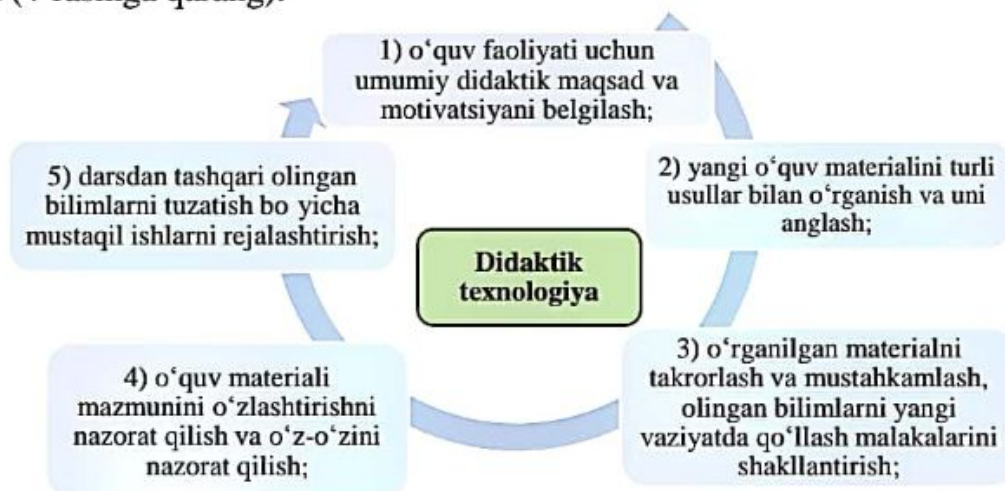 qarang).
1) o‘quv faoliyati uchun
umumiy didaktik maqsad va
motivatsiyani belgilash;
2) yangi o‘quv materialini turli
usullar bilan o‘rganish va uni
anglash;
3) o‘rganilgan materialni
takrorlash va mustahkamlash,
olingan bilimlarni yangi
vaziyatda qo‘llash malakalarini
shakllantirish;
4) o‘quv materiali
mazmunini o‘zlashtirishni
nazorat qilish va o‘z-o‘zini
nazorat qilish;
5) darsdan tashqari olingan
bilimlarni tuzatish bo yicha
mustaqil ishlarni rejalashtirish;
Didaktik
texnologiya